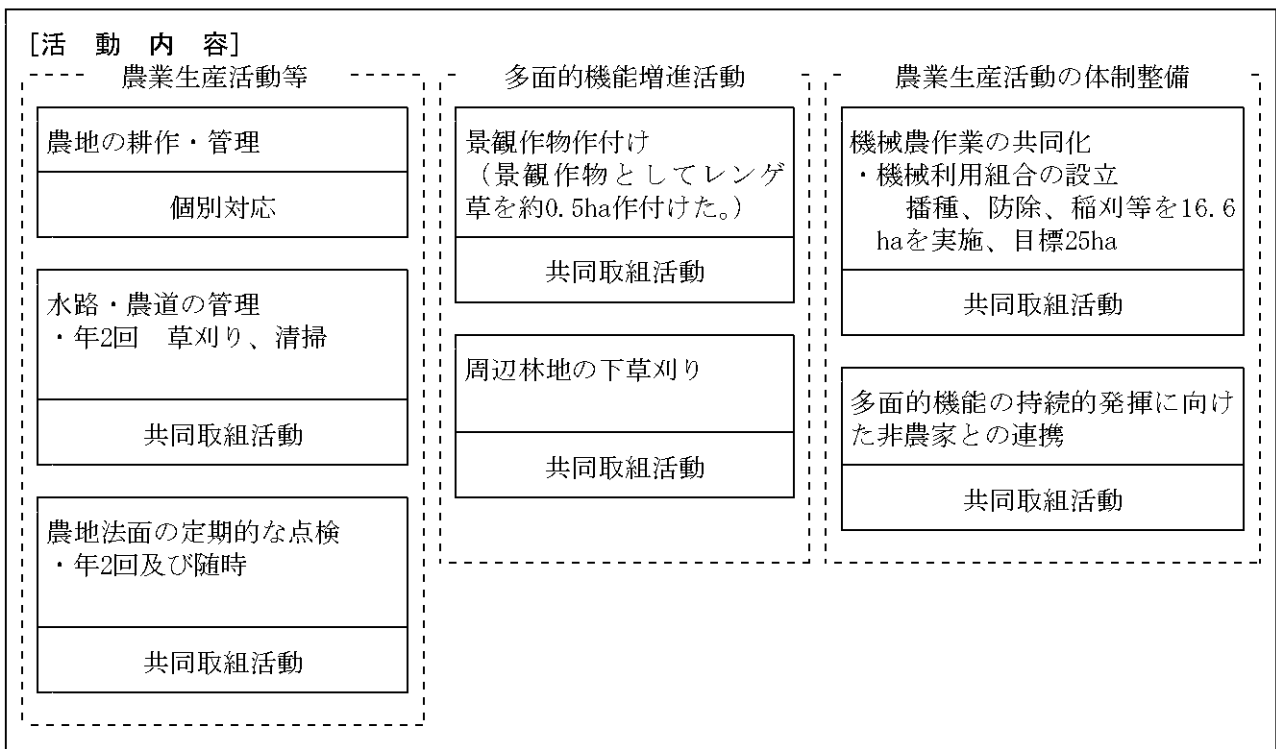 [活　動　内　容]
農業生産活動等
農地の耕作・管理
個別対応
水路・農道の管理
・年2回　草刈り、清掃
共同取組活動
農地法面の定期的な点検
・年2回及び随時
共同取組活動
多面的機能増進活動
景観作物作付け
（景観作物としてレンゲ
草を約0.5ha作付けた。）
共同取組活動
周辺林地の下草刈り
共同取組活動
農業生産活動の体制整備
機械農作業の共同化
・機械利用組合の設立
播種、防除、稲刈等を16.6
haを実施、目標25ha
共同取組活動
多面的機能の持続的発揮に向け
た非農家との連携
共同取組活動